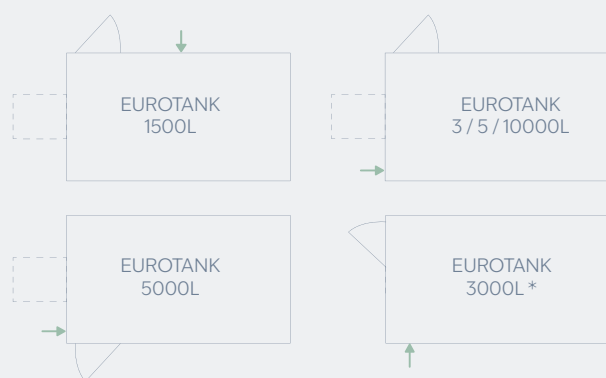 EUROTANK
1500L
EUROTANK
3 / 5 / 10000L
EUROTANK
5000L
EUROTANK
3000L *